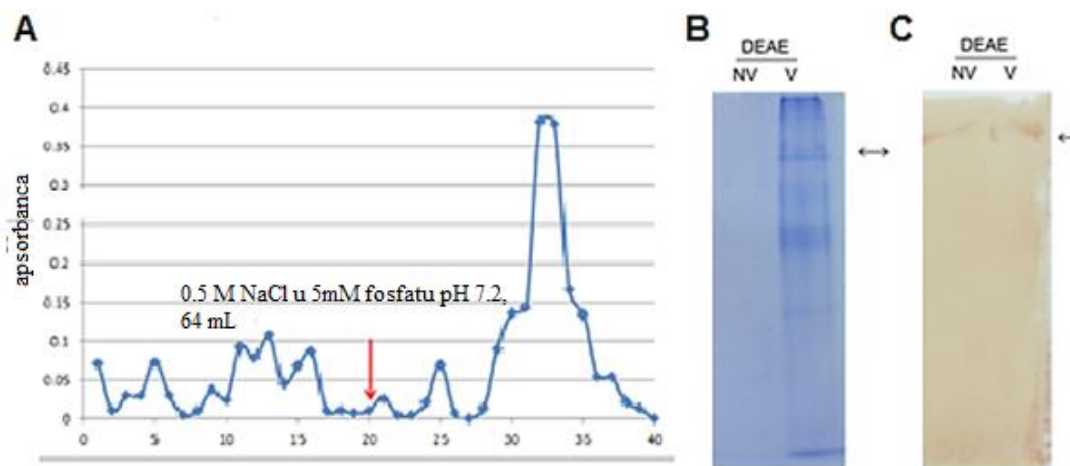 A
0.45
0.4
0.35
0.3
0.25
0.2
0.15
0.1
0.05
0
apsorbanca
0.5 M NaCl u 5mM fosfatu pH 7.2,
64 mL
0 5 10 15 20 25 30 35 40
B
DEAE
NV V
C
DEAE
NV V